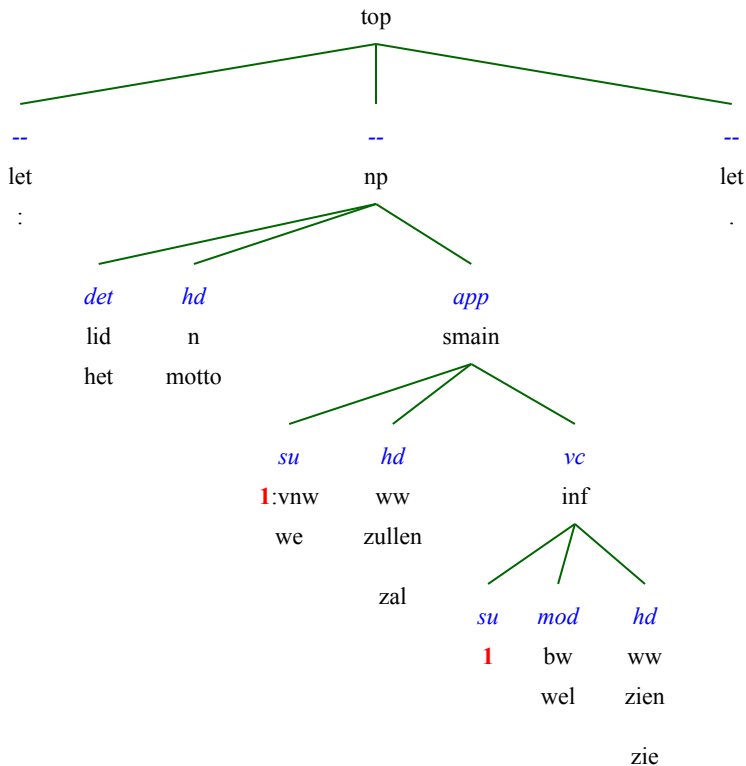 top
-- -- --
let np let
: .
det hd app
lid n smain
het motto
su hd vc
1:vnw ww inf
we zullen
zal
su mod hd
1 bw ww
wel zien
zie